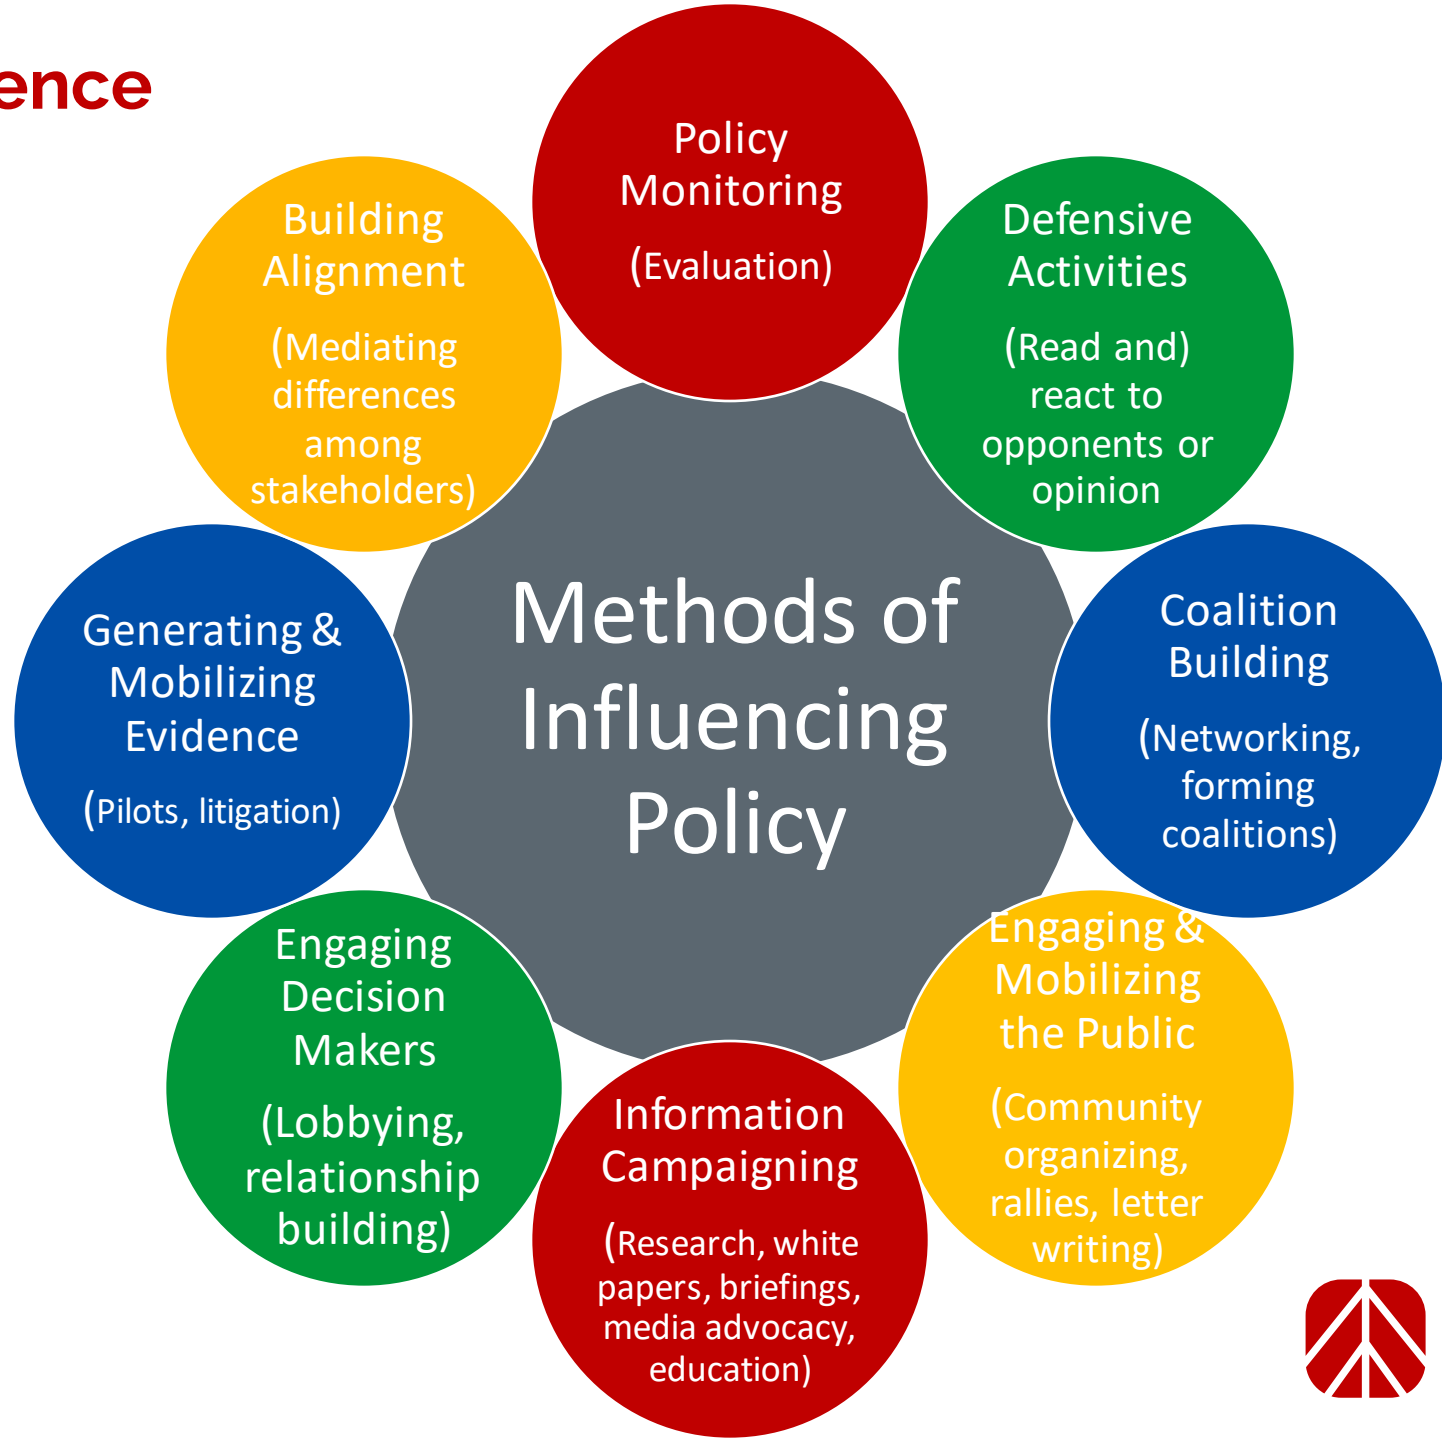 ence
Policy
Monitoring
(Evaluation)
Defensive
Activities
(Read and)
react to
opponents or
opinion
Coalition
Building
(Networking,
forming
coalitions)
Engaging &
Mobilizing
the Public
(Community
organizing,
rallies, letter
writing)
Information
Campaigning
(Research, white
papers, briefings,
media advocacy,
education)
Engaging
Decision
Makers
(Lobbying,
relationship
building)
Generating &
Mobilizing
Evidence
(Pilots, litigation)
Building
Alignment
(Mediating
differences
among
stakeholders)
Methods of
Influencing
Policy